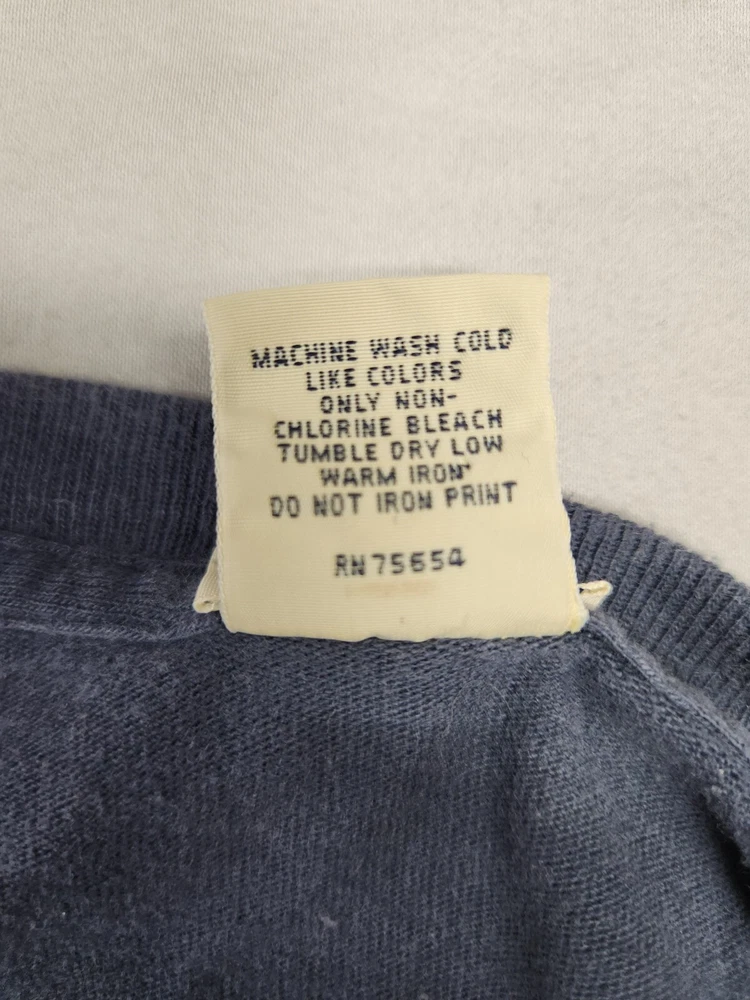 MACHINE WASH COLD
LIKE COLORS
ONLY NON-
CHLORINE BLEACH
TUMBLE DRY LOW
WARM IRON
DO NOT IRON PRINT
RN75654